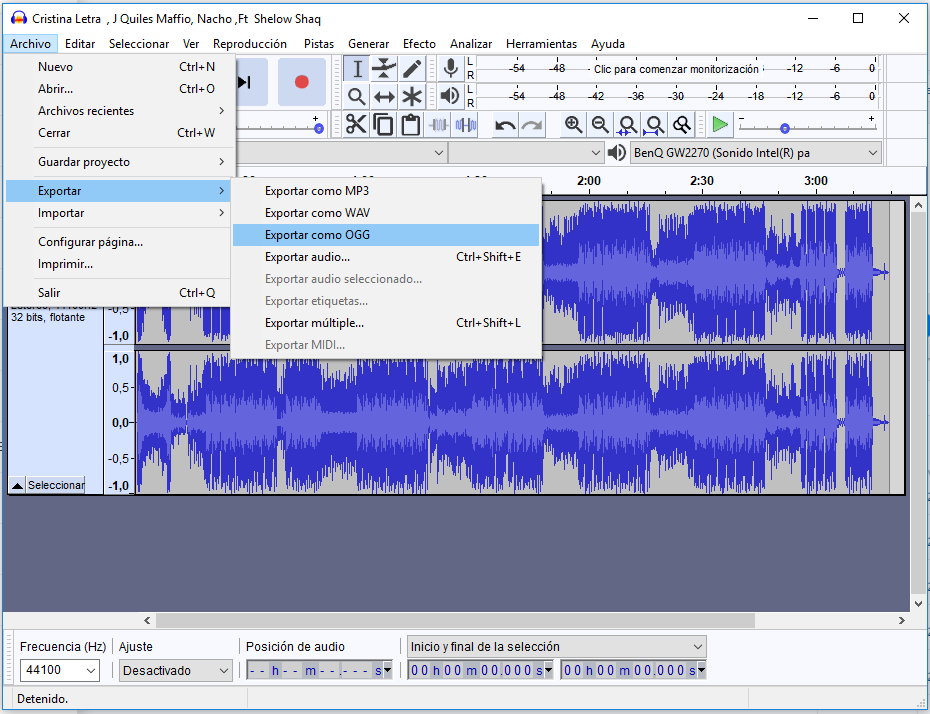 Cristina Letra , J Quiles Maffio, Nacho ,Ft Shelow Shaq
Archivo Editar Seleccionar Ver Reproducción Pistas Generar Efecto Analizar Herramientas Ayuda
Nuevo Ctrl+N
Abrir... Ctrl+O
Archivos recientes
Cerrar Ctrl+W
Guardar proyecto
Exportar
Importar
Configurar página...
Imprimir...
Salir Ctrl+Q
L
R
-54 -48 - Clic para comenzar monitorización -12 -6 0
L
R
-54 -48 -42 -36 -30 -24 -18 -12 -6 0
- +
BenQ GW2270 (Sonido Intel(R) pa
2:00 2:30 3:00
Exportar como MP3
Exportar como WAV
Exportar como OGG
Exportar audio... Ctrl+Shift+E
Exportar audio seleccionado...
Exportar etiquetas...
Exportar múltiple... Ctrl+Shift+L
Exportar MIDI...
32 bits, flotante
-0,5
-1,0
1,0
0,5
0,0
-0,5
-1,0
Seleccionar
Frecuencia (Hz) Ajuste Posición de audio Inicio y final de la selección
44100 Desactivado - - h - - m - - . - - - s 00 h 00 m 00.000 s 00 h 00 m 00.000 s
Detenido.